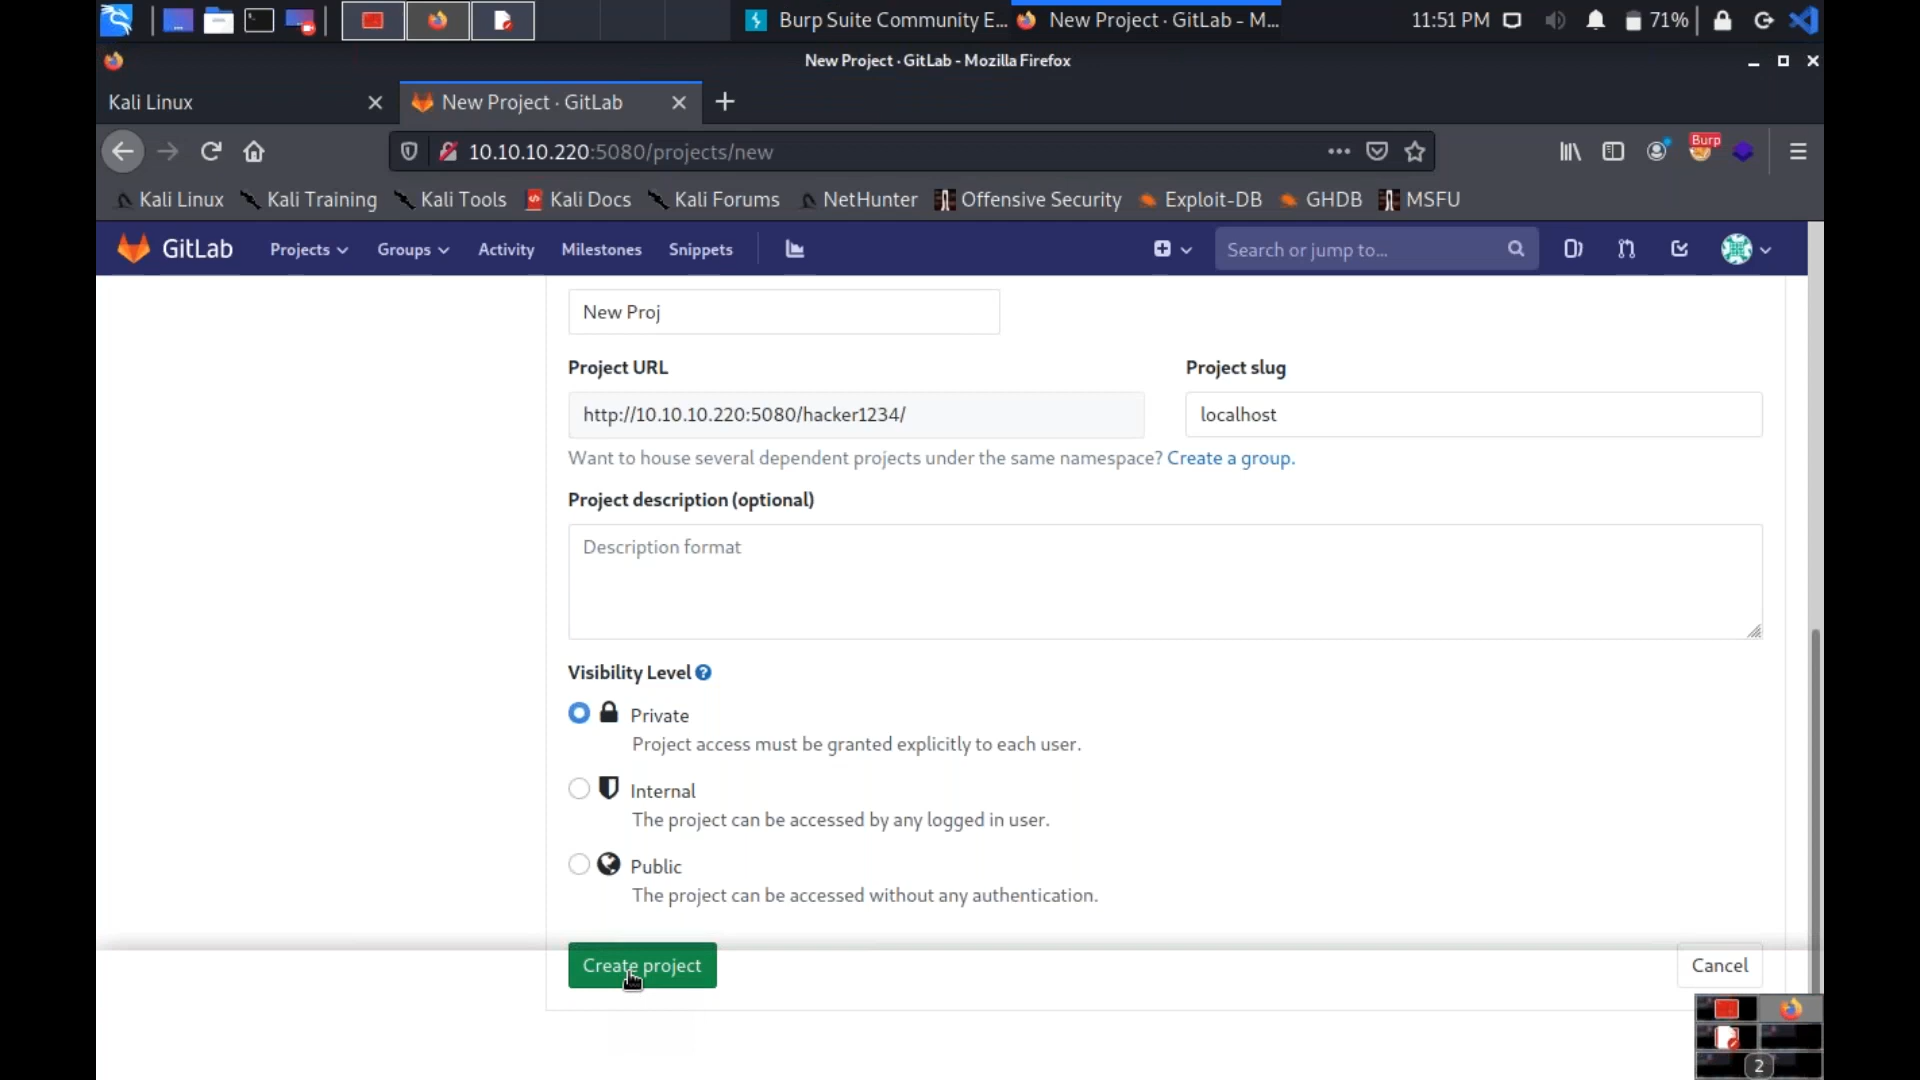 Burp Suite Community E...
New Project · GitLab - M...
11:51 PM
71%
New Project · GitLab - Mozilla Firefox
Kali Linux
New Project · GitLab
10.10.10.220:5080/projects/new
Burp
Kali Linux
Kali Training
Kali Tools
Kali Docs
Kali Forums
NetHunter
Offensive Security
Exploit-DB
GHDB
MSFU
GitLab
Projects
Groups
Activity
Milestones
Snippets
Search or jump to...
New Proj
Project URL
Project slug
http://10.10.10.220:5080/hacker1234/
localhost
Want to house several dependent projects under the same namespace? Create a group.
Project description (optional)
Description format
Visibility Level
Private
Project access must be granted explicitly to each user.
Internal
The project can be accessed by any logged in user.
Public
The project can be accessed without any authentication.
Create project
Cancel
2